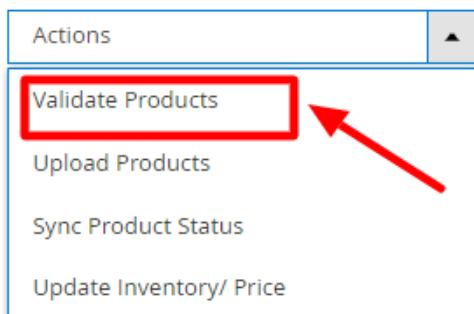 Actions
Validate Products
Upload Products
Sync Product Status
Update Inventory/ Price